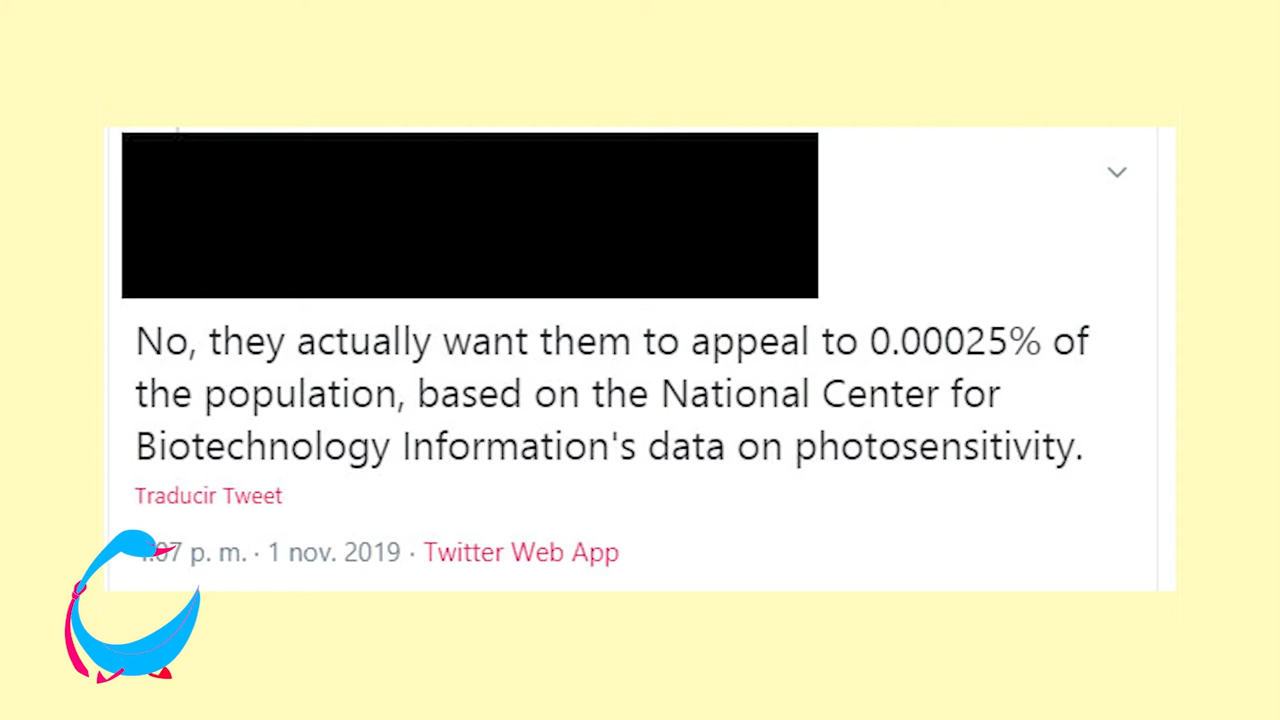 No, they actually want them to appeal to 0.00025% of
the population, based on the National Center for
Biotechnology Information's data on photosensitivity.
Traducir Tweet
p. m. · 1 nov. 2019 · Twitter Web App